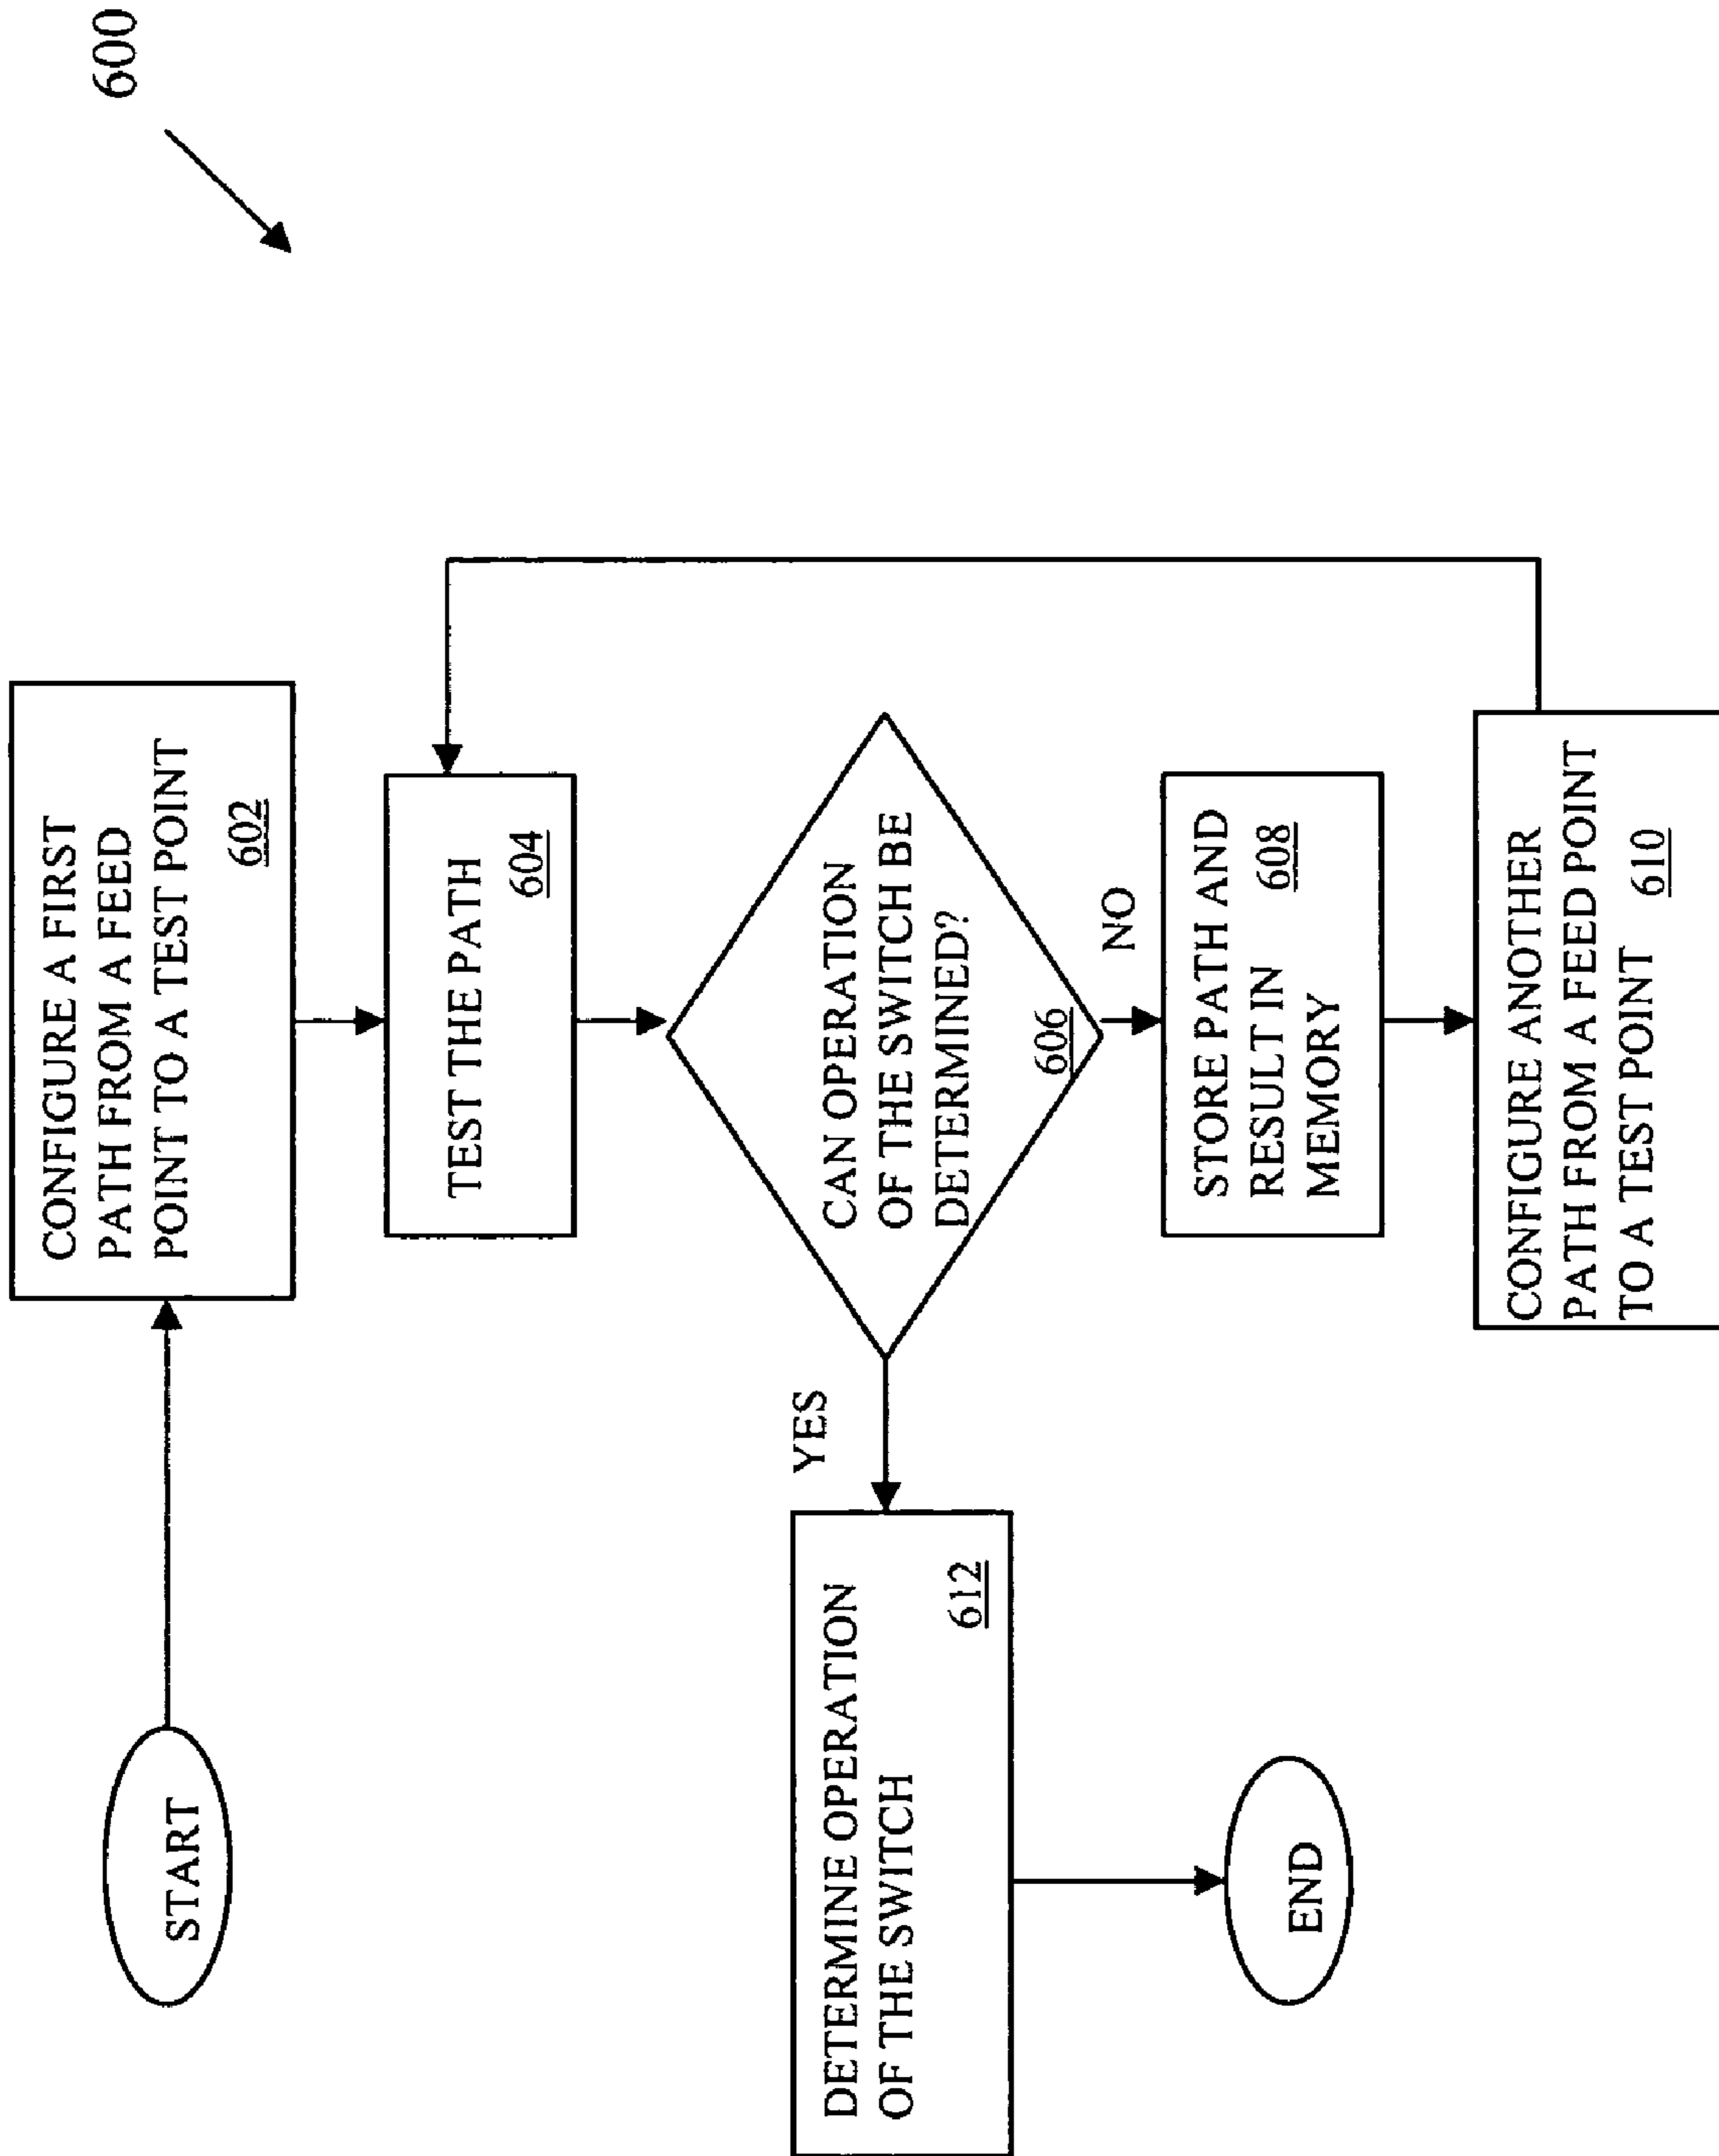 600
START
CONFIGURE A FIRST
PATH FROM A FEED
POINT TO A TEST POINT
602
TEST THE PATH
604
CAN OPERATION
OF THE SWITCH BE
DETERMINED?
606
YES
NO
STORE PATH AND
RESULT IN 608
MEMORY
CONFIGURE ANOTHER
PATH FROM A FEED POINT
TO A TEST POINT 610
DETERMINE OPERATION
OF THE SWITCH
612
END